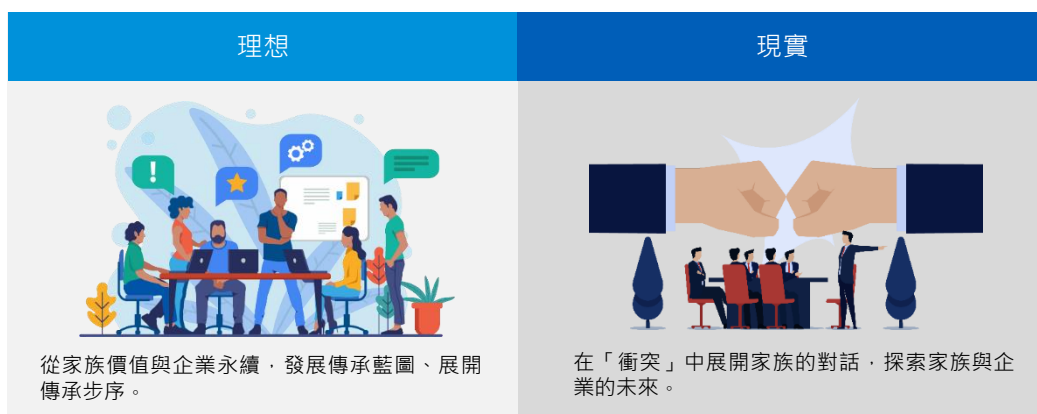 理想
現實
從家族價值與企業永續，發展傳承藍圖、展開
傳承步序。
在「衝突」中展開家族的對話，探索家族與企
業的未來。